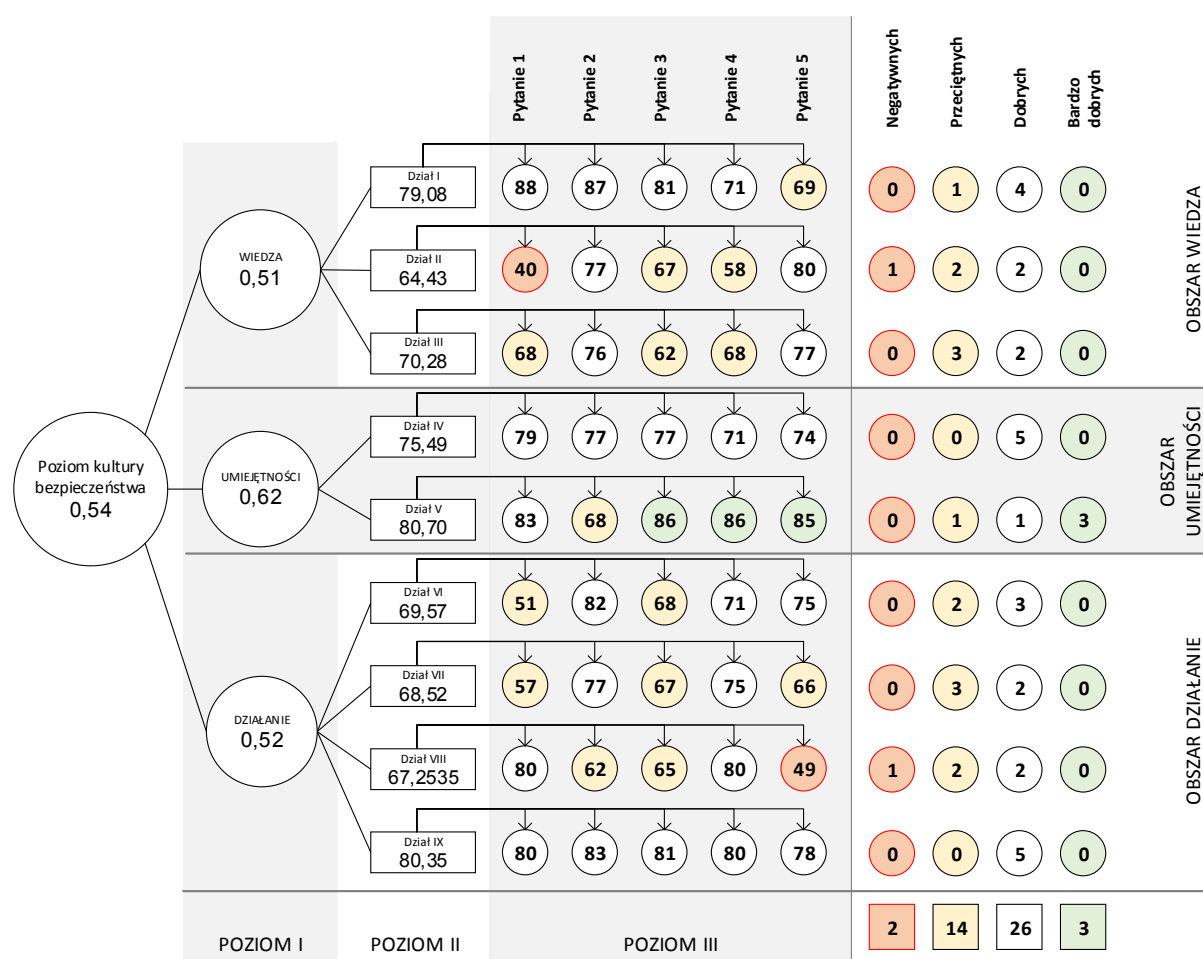 Pytanie 1
Pytanie 2
Pytanie 3
Pytanie 4
Pytanie 5
Negatywnych
Przeciętnych
Dobrych
Bardzo
dobrych
Poziom kultury
bezpieczeństwa
0,54
WIEDZA
0,51
Dział I
79,08
88 87 81 71 69 0 1 4 0
Dział II
64,43
40 77 67 58 80 1 2 2 0
Dział III
70,28
68 76 62 68 77 0 3 2 0
OBSZAR WIEDZA
UMIEJĘTNOŚCI
0,62
Dział IV
75,49
79 77 77 71 74 0 0 5 0
Dział V
80,70
83 68 86 86 85 0 1 1 3
OBSZAR
UMIEJĘTNOŚCI
DZIAŁANIE
0,52
Dział VI
69,57
51 82 68 71 75 0 2 3 0
Dział VII
68,52
57 77 67 75 66 0 3 2 0
Dział VIII
67,2535
80 62 65 80 49 1 2 2 0
Dział IX
80,35
80 83 81 80 78 0 0 5 0
OBSZAR DZIAŁANIE
POZIOM I POZIOM II POZIOM III 2 14 26 3